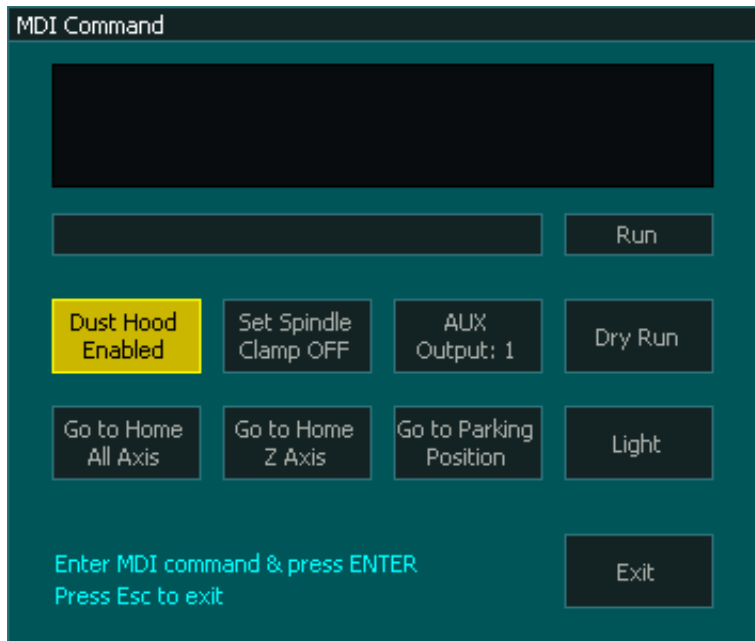 MDI Command
Run
Dust Hood
Enabled
Set Spindle
Clamp OFF
AUX
Output: 1
Dry Run
Go to Home
All Axis
Go to Home
Z Axis
Go to Parking
Position
Light
Enter MDI command & press ENTER
Press Esc to exit
Exit